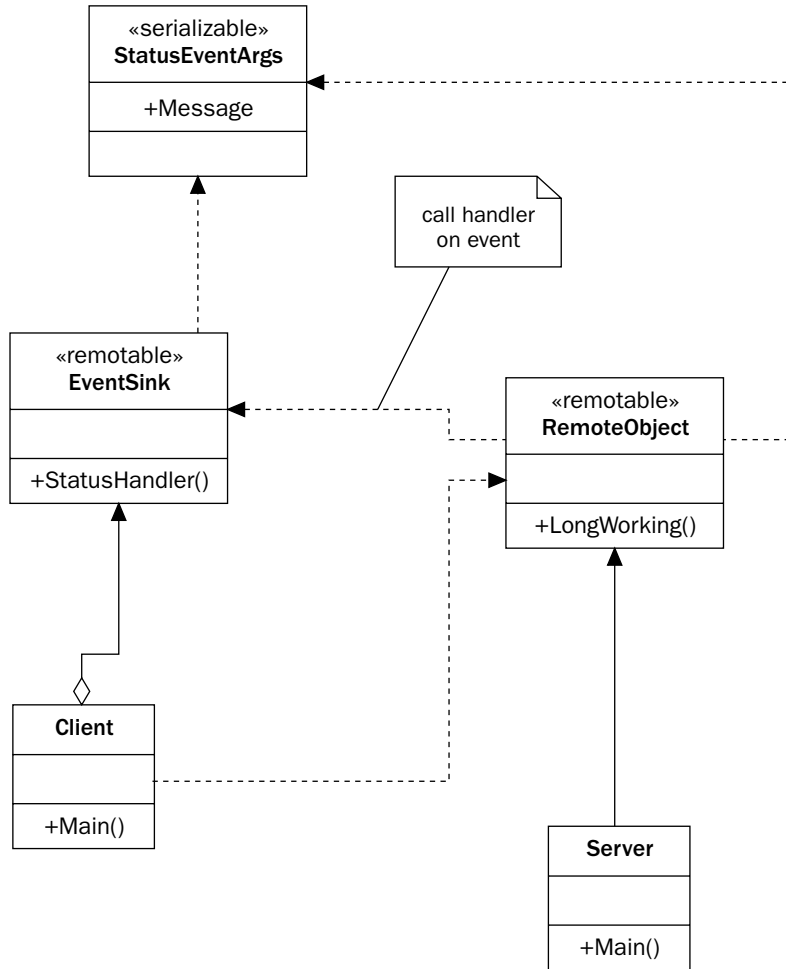 «serializable»
StatusEventArgs
+Message
call handler
on event
«remotable»
EventSink
+StatusHandler()
«remotable»
RemoteObject
+LongWorking()
Client
+Main()
Server
+Main()